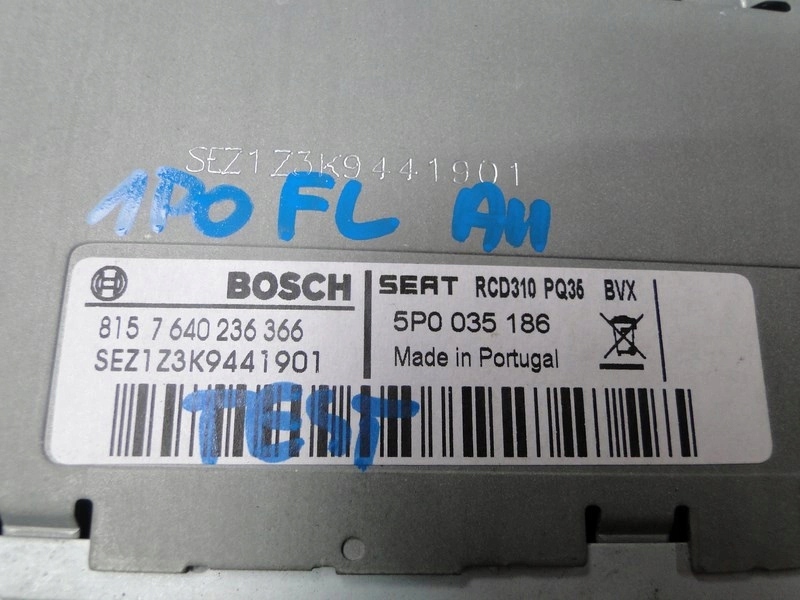 SEZ1Z3K9441901
1P0 FL AH
BOSCH
815 7 640 236 366
SEZ1Z3K9441901
SEAT RCD310 PQ35 BVX
5P0 035 186
Made in Portugal
TEST